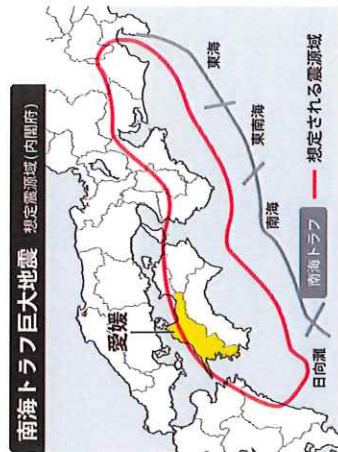 南海トラフ巨大地震 想定震源域(内閣府)
愛媛
東海
東南海
南海
南海トラフ
日向灘
想定される震源域